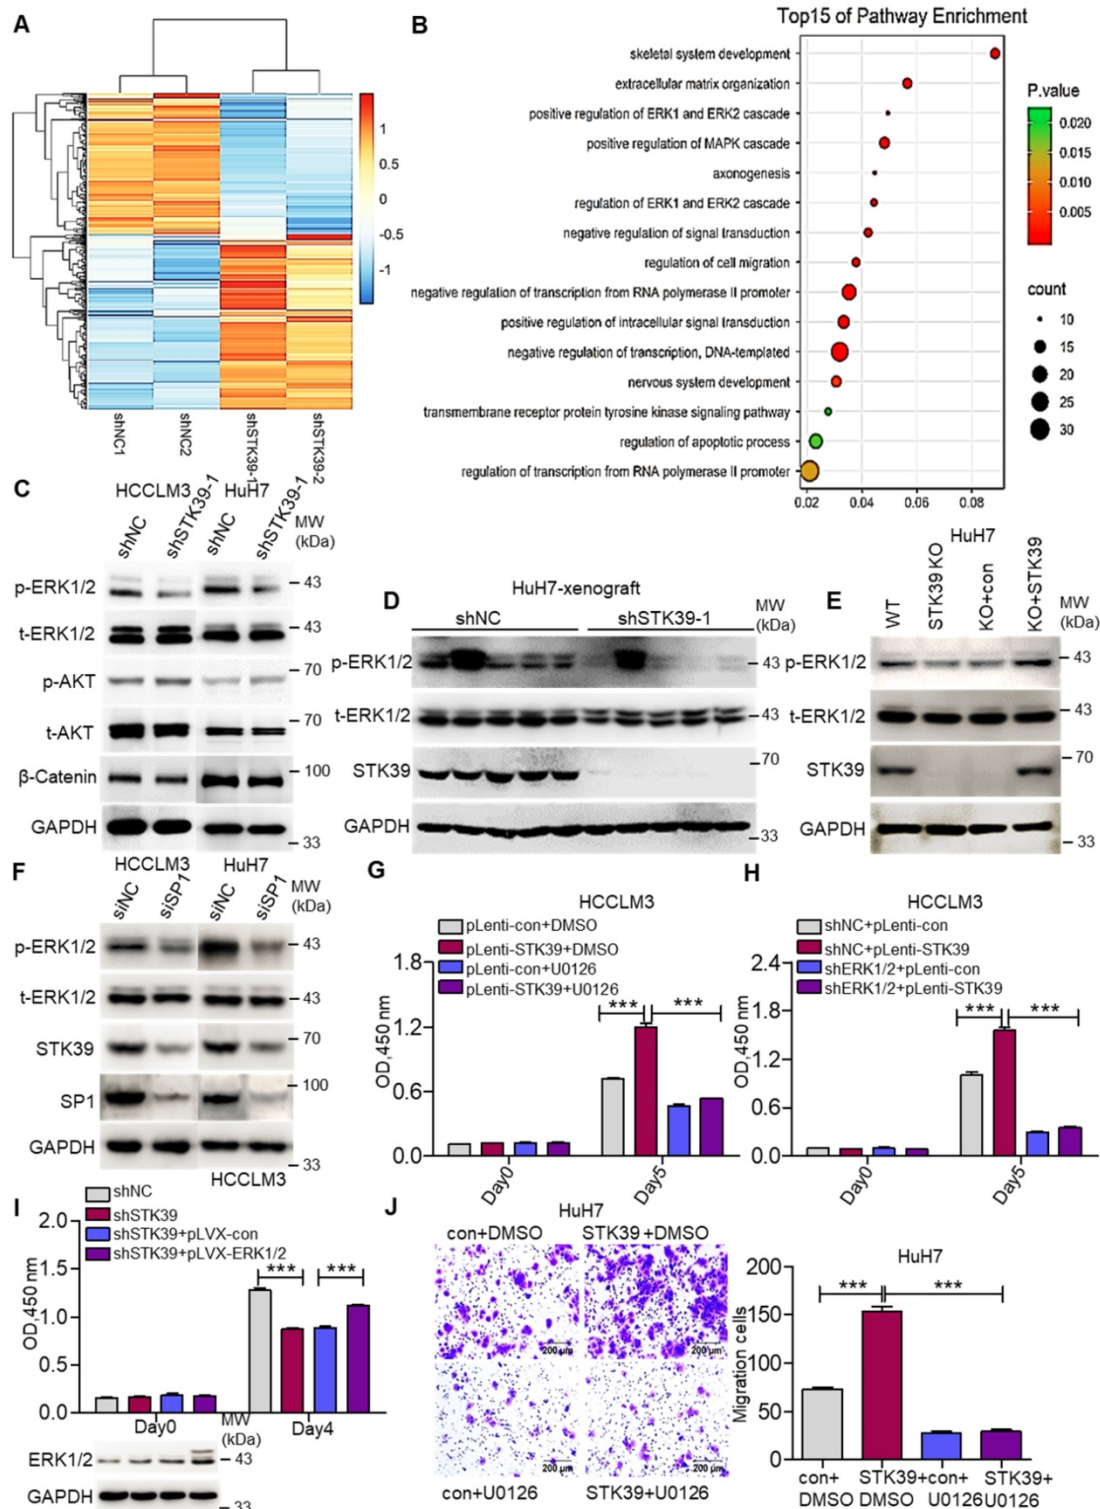 A
1
0.5
0
-0.5
-1
shNC1
shNC2
shSTK39-1
shSTK39-2
B
Top15 of Pathway Enrichment
skeletal system development
extracellular matrix organization
positive regulation of ERK1 and ERK2 cascade
positive regulation of MAPK cascade
axonogenesis
regulation of ERK1 and ERK2 cascade
negative regulation of signal transduction
regulation of cell migration
negative regulation of transcription from RNA polymerase II promoter
positive regulation of intracellular signal transduction
negative regulation of transcription, DNA-templated
nervous system development
transmembrane receptor protein tyrosine kinase signaling pathway
regulation of apoptotic process
regulation of transcription from RNA polymerase II promoter
0.02 0.04 0.06 0.08
P.value
0.020
0.015
0.010
0.005
count
10
15
20
25
30
C
HCCLM3 HuH7
shNC shSTK39-1 shNC shSTK39-1
MW
(kDa)
p-ERK1/2 43
t-ERK1/2 43
p-AKT 70
t-AKT 70
β-Catenin 100
GAPDH 33
D
HuH7-xenograft
shNC shSTK39-1
MW
(kDa)
p-ERK1/2 43
t-ERK1/2 43
STK39 70
GAPDH 33
E
HuH7
WT STK39 KO KO+con KO+STK39
MW
(kDa)
p-ERK1/2 43
t-ERK1/2 43
STK39 70
GAPDH 33
F
HCCLM3 HuH7
siNC siSP1 siNC siSP1
MW
(kDa)
p-ERK1/2 43
t-ERK1/2 43
STK39 70
SP1 100
GAPDH 33
G
HCCLM3
pLenti-con+DMSO
pLenti-STK39+DMSO
pLenti-con+U0126
pLenti-STK39+U0126
OD,450 nm
1.8
1.2
0.6
0.0
*** ***
Day0 Day5
H
HCCLM3
shNC+pLenti-con
shNC+pLenti-STK39
shERK1/2+pLenti-con
shERK1/2+pLenti-STK39
OD,450 nm
2.4
1.8
1.2
0.6
0.0
*** ***
Day0 Day5
I
HCCLM3
shNC
shSTK39
shSTK39+pLVX-con
shSTK39+pLVX-ERK1/2
OD,450 nm
2.0
1.5
1.0
0.5
0.0
*** ***
Day0 Day4
MW
(kDa)
ERK1/2 43
GAPDH 33
J
HuH7
con+DMSO STK39+DMSO
200 μm 200 μm
200 μm 200 μm
con+U0126 STK39+U0126
HuH7
Migration cells
200
150
100
50
0
*** ***
con+ STK39+ con+ STK39+
DMSO DMSO U0126 U0126